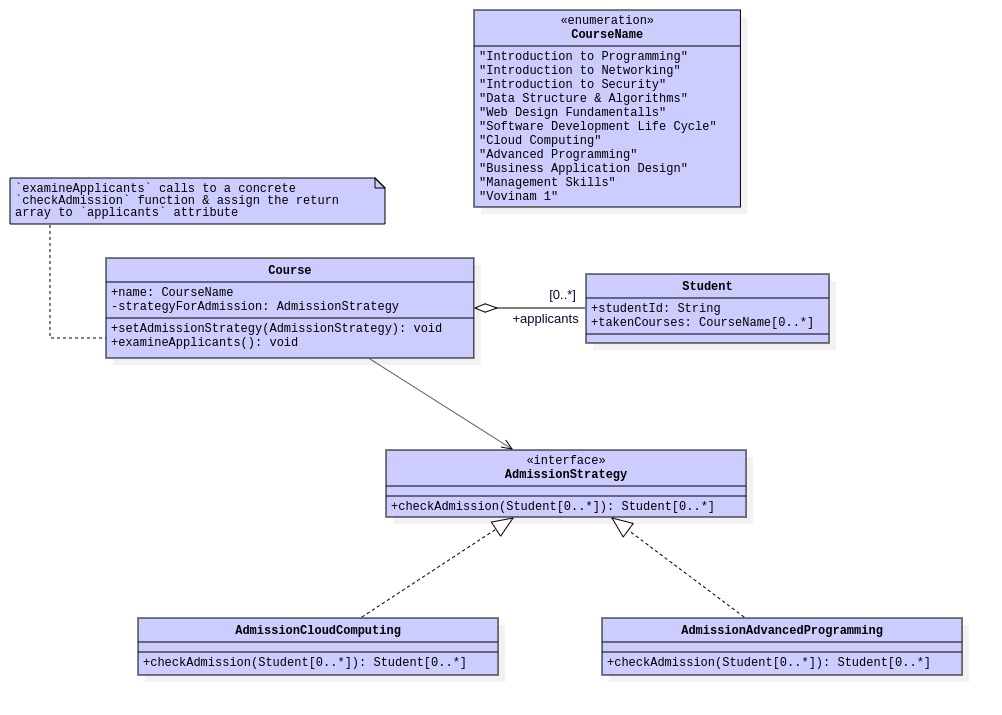 «enumeration»
CourseName
"Introduction to Programming"
"Introduction to Networking"
"Introduction to Security"
"Data Structure & Algorithms"
"Web Design Fundamentalls"
"Software Development Life Cycle"
"Cloud Computing"
"Advanced Programming"
"Business Application Design"
"Management Skills"
"Vovinam 1"
`examineApplicants` calls to a concrete
`checkAdmission` function & assign the return
array to `applicants` attribute
Course
+name: CourseName
-strategyForAdmission: AdmissionStrategy
+setAdmissionStrategy(AdmissionStrategy): void
+examineApplicants(): void
[0..*]
+applicants
Student
+studentId: String
+takenCourses: CourseName[0..*]
«interface»
AdmissionStrategy
+checkAdmission(Student[0..*]): Student[0..*]
AdmissionCloudComputing
+checkAdmission(Student[0..*]): Student[0..*]
AdmissionAdvancedProgramming
+checkAdmission(Student[0..*]): Student[0..*]